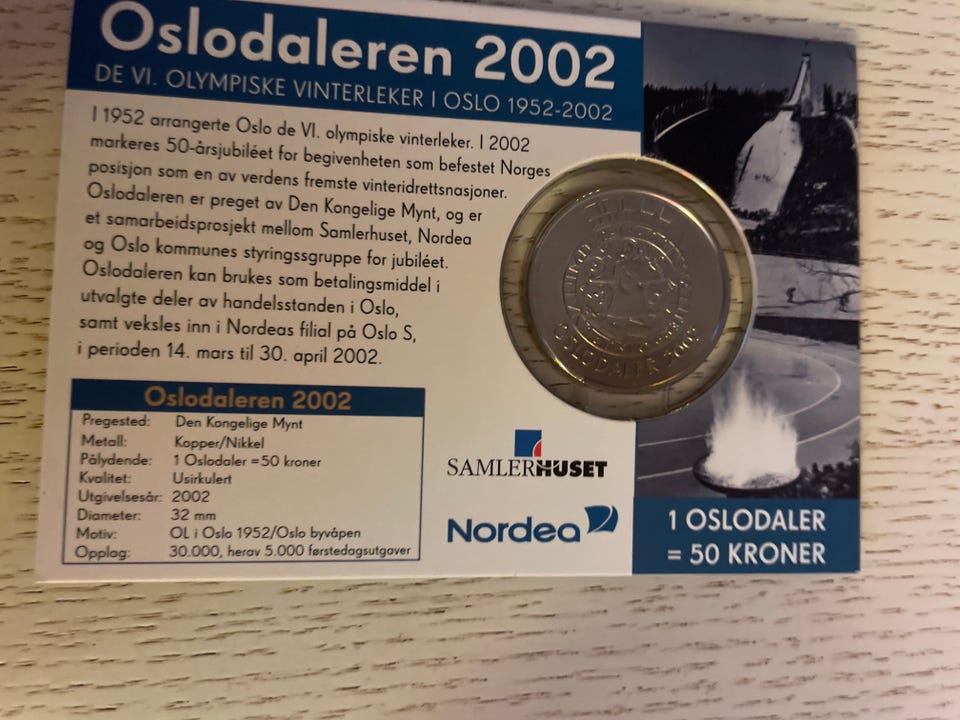 Oslodaleren 2002
DE VI. OLYMPISKE VINTERLEKER I OSLO 1952-2002
I 1952 arrangerte Oslo de VI. olympiske vinterleker. I 2002
markeres 50-årsjubiléet for begivenheten som befestet Norges
posisjon som en av verdens fremste vinteridrettsnasjoner.
Oslodaleren er preget av Den Kongelige Mynt, og er
et samarbeidsprosjekt mellom Samlerhuset, Nordea
og Oslo kommunes styringssgruppe for jubiléet.
Oslodaleren kan brukes som betalingsmiddel i
utvalgte deler av handelsstanden i Oslo,
samt veksles inn i Nordeas filial på Oslo S,
i perioden 14. mars til 30. april 2002.
OSLODALER 2002
Oslodaleren 2002
Pregested: Den Kongelige Mynt
Metall: Kopper/Nikkel
Pålydende: 1 Oslodaler =50 kroner
Kvalitet: Usirkulert
Utgivelsesår: 2002
Diameter: 32 mm
Motiv: OL i Oslo 1952/Oslo byvåpen
Opplag: 30.000, herav 5.000 førstedagsutgaver
SAMLERHUSET
Nordea
1 OSLODALER
= 50 KRONER